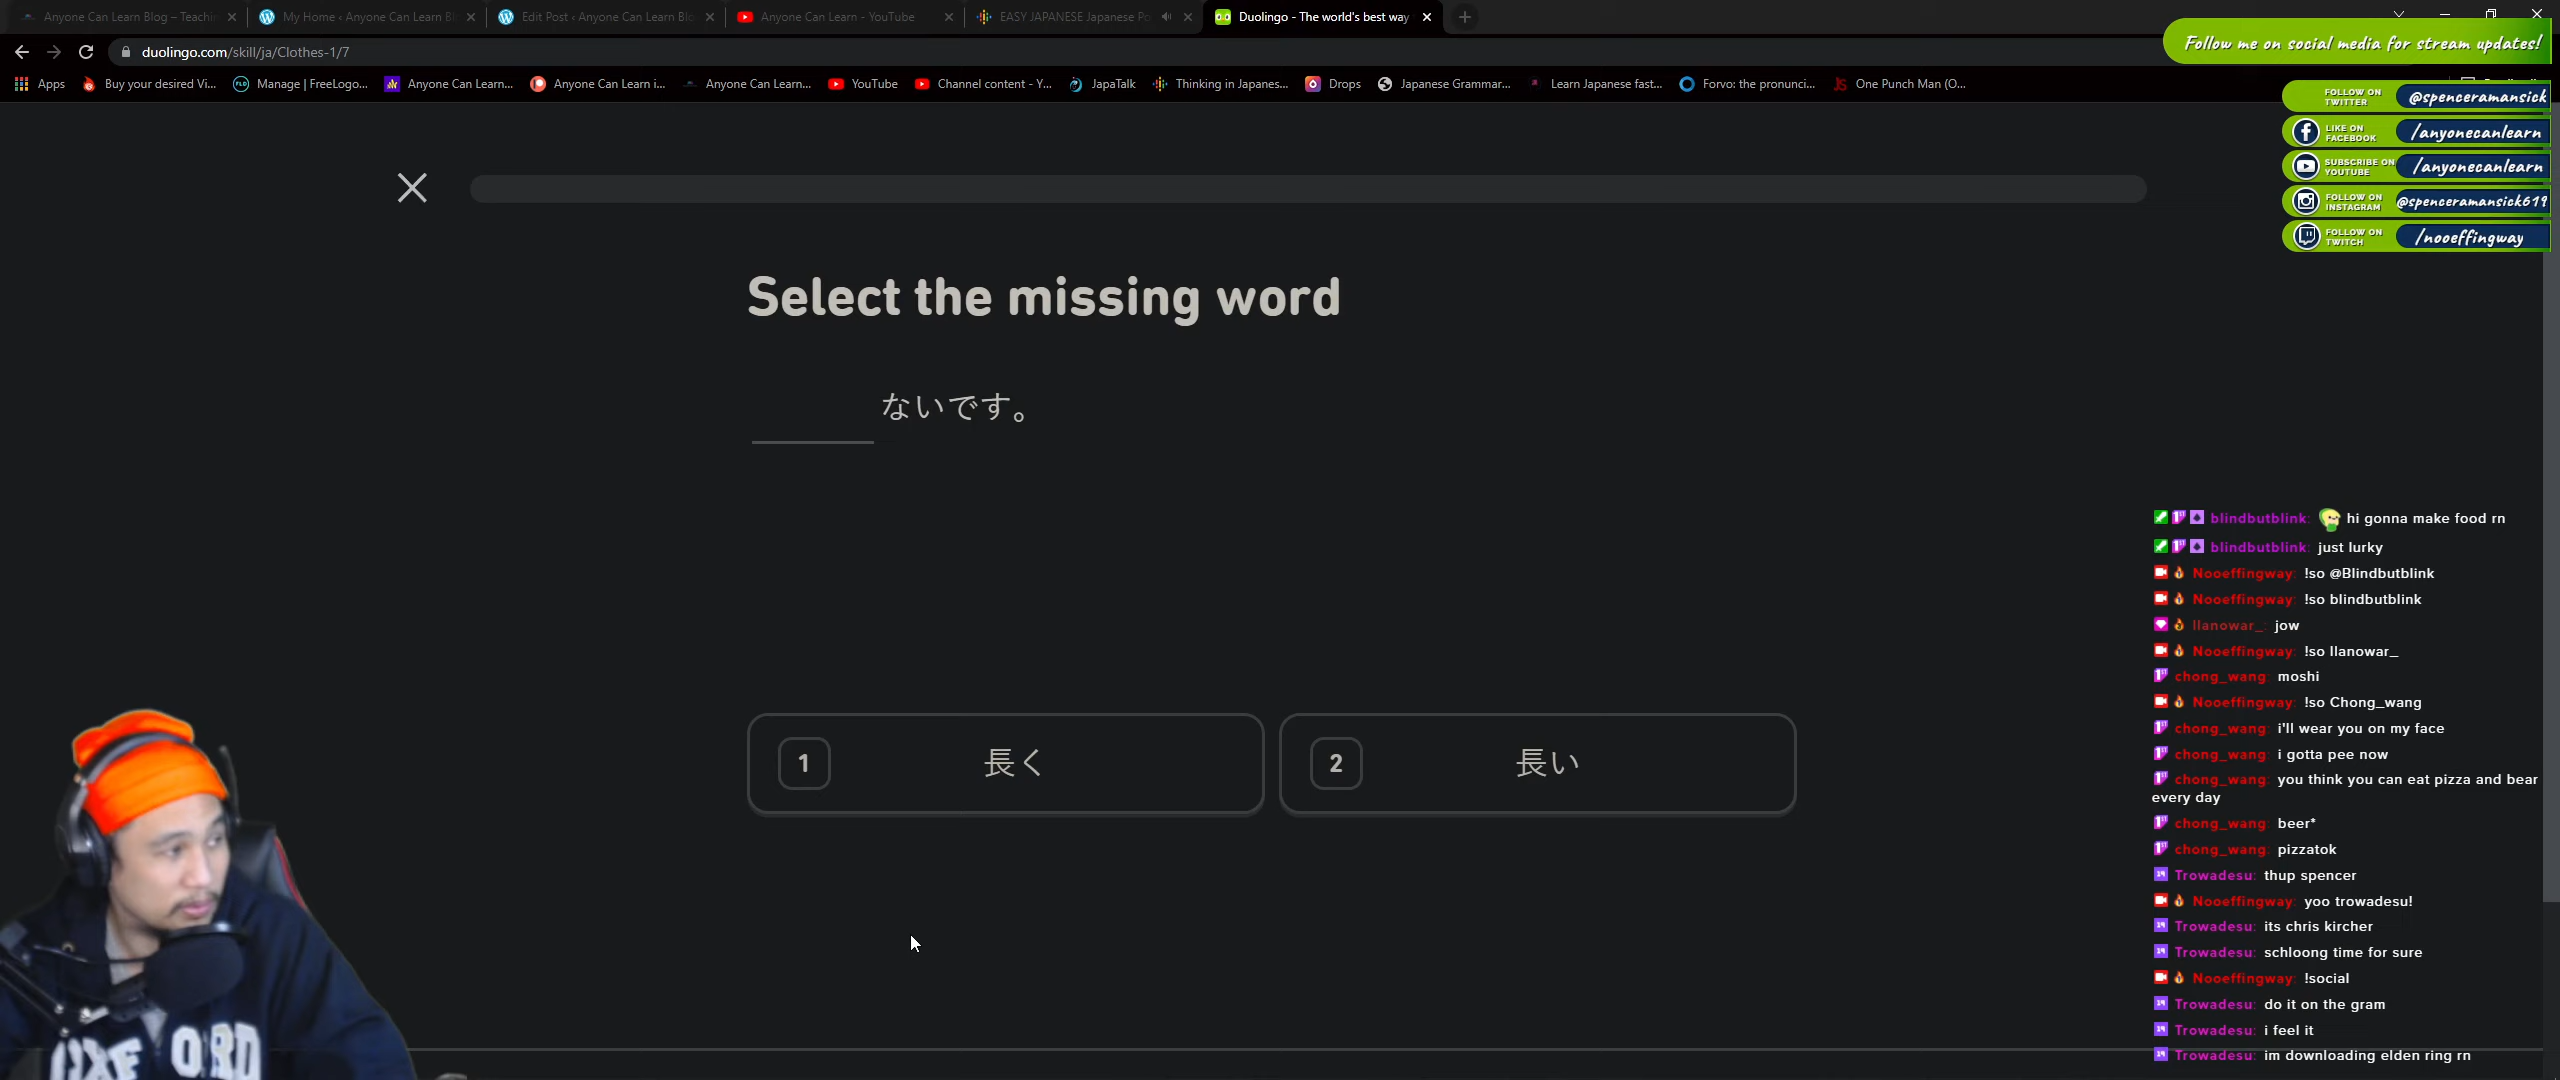 Anyone Can Learn Blog – Teachin
My Home ‹ Anyone Can Learn Bl
Edit Post ‹ Anyone Can Learn Blo
Anyone Can Learn - YouTube
EASY JAPANESE Japanese Po
Duolingo - The world's best way
duolingo.com/skill/ja/Clothes-1/7
Follow me on social media for stream updates!
Apps
Buy your desired Vi...
Manage | FreeLogo...
Anyone Can Learn...
Anyone Can Learn i...
Anyone Can Learn...
YouTube
Channel content - Y...
JapaTalk
Thinking in Japanes...
Drops
Japanese Grammar...
Learn Japanese fast...
Forvo: the pronunci...
One Punch Man (O...
FOLLOW ON TWITTER @spenceramansick
LIKE ON FACEBOOK /anyonecanlearn
SUBSCRIBE ON YOUTUBE /anyonecanlearn
FOLLOW ON INSTAGRAM @spenceramansick619
FOLLOW ON TWITCH /nooeffingway
Select the missing word
ないです。
1 長く
2 長い
blindbutblink: hi gonna make food rn
blindbutblink: just lurky
Nooeffingway: !so @Blindbutblink
Nooeffingway: !so blindbutblink
llanowar_: jow
Nooeffingway: !so llanowar_
chong_wang: moshi
Nooeffingway: !so Chong_wang
chong_wang: i'll wear you on my face
chong_wang: i gotta pee now
chong_wang: you think you can eat pizza and bear
every day
chong_wang: beer*
chong_wang: pizzatok
Trowadesu: thup spencer
Nooeffingway: yoo trowadesu!
Trowadesu: its chris kircher
Trowadesu: schloong time for sure
Nooeffingway: !social
Trowadesu: do it on the gram
Trowadesu: i feel it
Trowadesu: im downloading elden ring rn